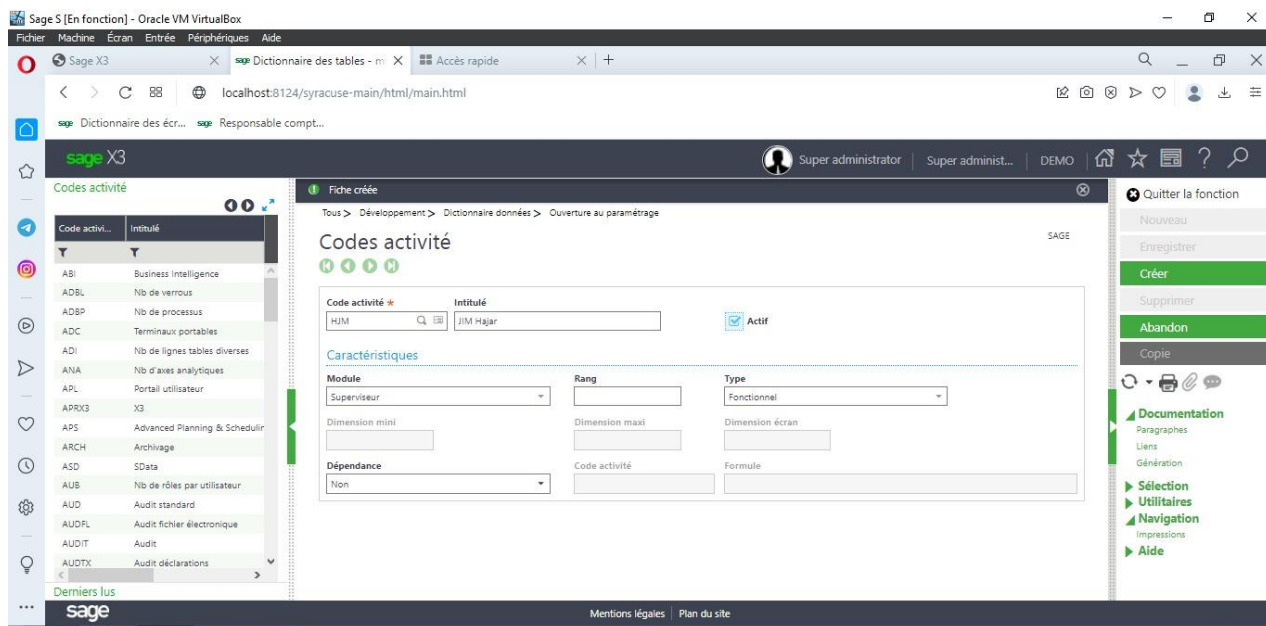 Sage S [En fonction] - Oracle VM VirtualBox
Fichier Machine Écran Entrée Périphériques Aide
Sage X3
sage Dictionnaire des tables - m
Accès rapide
localhost:8124/syracuse-main/html/main.html
sage Dictionnaire des écr... sage Responsable compt...
sage X3
Super administrator
Super administ...
DEMO
Codes activité
Code activi... Intitulé
ABI Business Intelligence
ADBL Nb de verrous
ADBP Nb de processus
ADC Terminaux portables
ADI Nb de lignes tables diverses
ANA Nb d'axes analytiques
APL Portail utilisateur
APRX3 X3
APS Advanced Planning & Schedulin
ARCH Archivage
ASD SData
AUB Nb de rôles par utilisateur
AUD Audit standard
AUDFL Audit fichier électronique
AUDIT Audit
AUDTX Audit déclarations
Derniers lus
Fiche créée
Tous > Développement > Dictionnaire données > Ouverture au paramétrage
Codes activité
SAGE
Code activité * Intitulé
HJM JIM Hajar Actif
Caractéristiques
Module Rang Type
Superviseur Fonctionnel
Dimension mini Dimension maxi Dimension écran
Dépendance Code activité Formule
Non
Quitter la fonction
Nouveau
Enregistrer
Créer
Supprimer
Abandon
Copie
Documentation
Paragraphes
Liens
Génération
Sélection
Utilitaires
Navigation
Impressions
Aide
sage
Mentions légales Plan du site